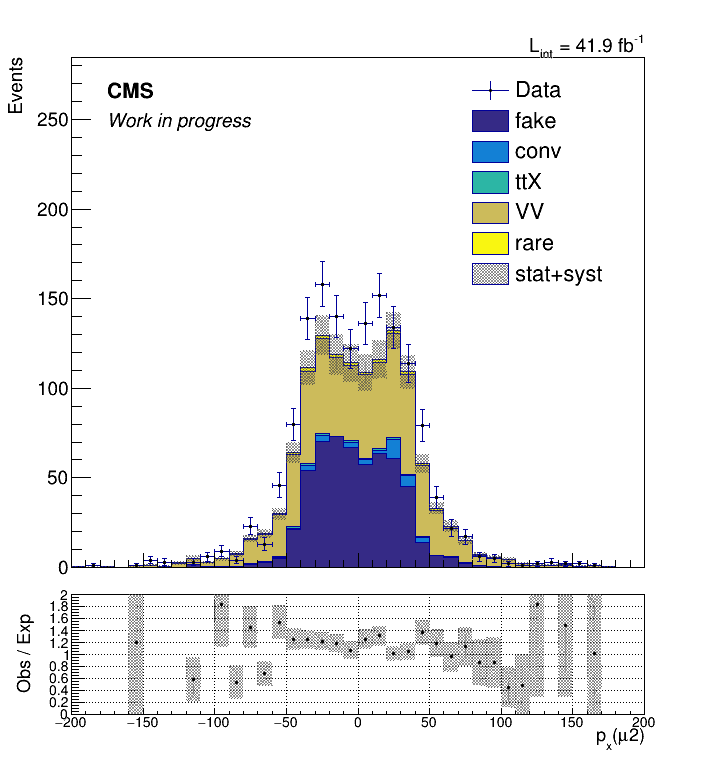 L_int = 41.9 fb⁻¹
Events
CMS
Work in progress
Data
fake
conv
ttX
VV
rare
stat+syst
250
200
150
100
50
0
Obs / Exp
2
1.8
1.6
1.4
1.2
1
0.8
0.6
0.4
0.2
0
−200 −150 −100 −50 0 50 100 150 200
p_x(μ2)